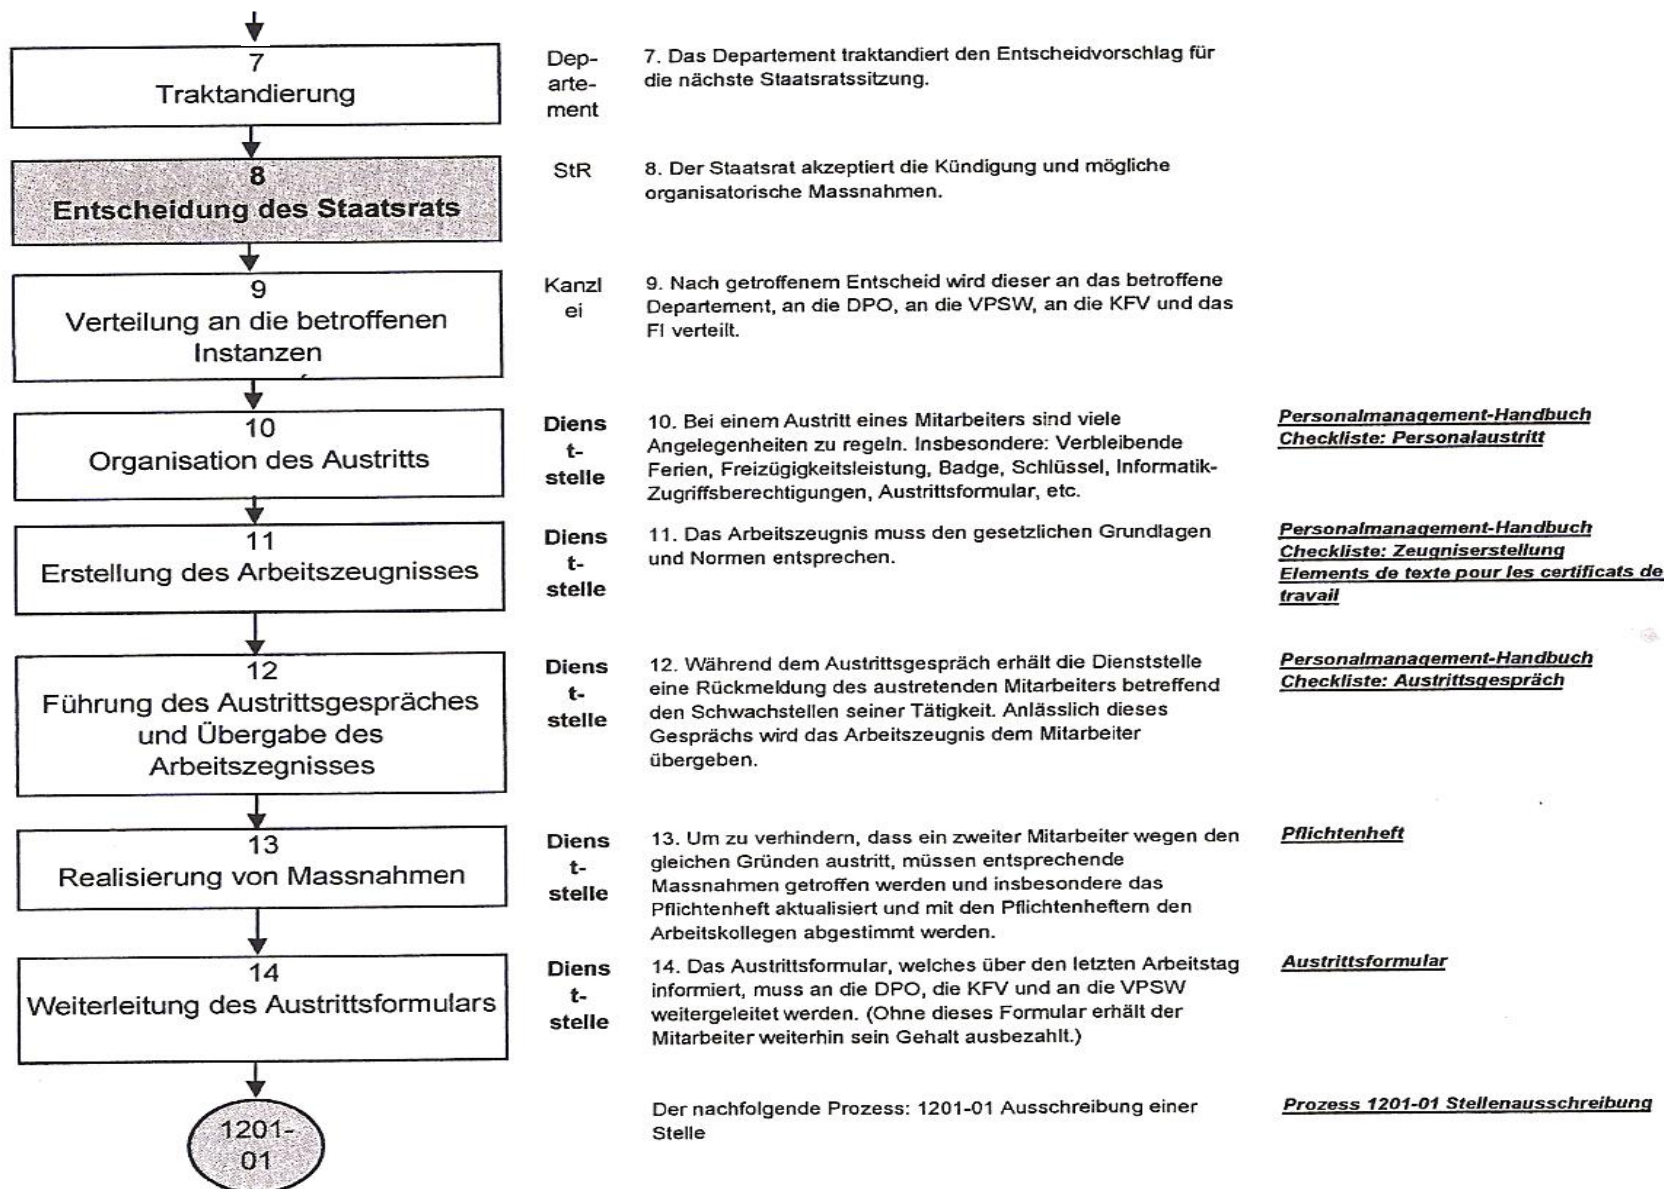 7
Traktandierung
Dep-
arte-
ment
7. Das Departement traktandiert den Entscheidvorschlag für
die nächste Staatsratssitzung.
8
Entscheidung des Staatsrats
StR
8. Der Staatsrat akzeptiert die Kündigung und mögliche
organisatorische Massnahmen.
9
Verteilung an die betroffenen
Instanzen
Kanzl
ei
9. Nach getroffenem Entscheid wird dieser an das betroffene
Departement, an die DPO, an die VPSW, an die KFV und das
FI verteilt.
10
Organisation des Austritts
Diens
t-
stelle
10. Bei einem Austritt eines Mitarbeiters sind viele
Angelegenheiten zu regeln. Insbesondere: Verbleibende
Ferien, Freizügigkeitsleistung, Badge, Schlüssel, Informatik-
Zugriffsberechtigungen, Austrittsformular, etc.
Personalmanagement-Handbuch
Checkliste: Personalaustritt
11
Erstellung des Arbeitszeugnisses
Diens
t-
stelle
11. Das Arbeitszeugnis muss den gesetzlichen Grundlagen
und Normen entsprechen.
Personalmanagement-Handbuch
Checkliste: Zeugniserstellung
Elements de texte pour les certificats de
travail
12
Führung des Austrittsgespräches
und Übergabe des
Arbeitszegnisses
Diens
t-
stelle
12. Während dem Austrittsgespräch erhält die Dienststelle
eine Rückmeldung des austretenden Mitarbeiters betreffend
den Schwachstellen seiner Tätigkeit. Anlässlich dieses
Gesprächs wird das Arbeitszeugnis dem Mitarbeiter
übergeben.
Personalmanagement-Handbuch
Checkliste: Austrittsgespräch
13
Realisierung von Massnahmen
Diens
t-
stelle
13. Um zu verhindern, dass ein zweiter Mitarbeiter wegen den
gleichen Gründen austritt, müssen entsprechende
Massnahmen getroffen werden und insbesondere das
Pflichtenheft aktualisiert und mit den Pflichtenheftern den
Arbeitskollegen abgestimmt werden.
Pflichtenheft
14
Weiterleitung des Austrittsformulars
Diens
t-
stelle
14. Das Austrittsformular, welches über den letzten Arbeitstag
informiert, muss an die DPO, die KFV und an die VPSW
weitergeleitet werden. (Ohne dieses Formular erhält der
Mitarbeiter weiterhin sein Gehalt ausbezahlt.)
Austrittsformular
1201-
01
Der nachfolgende Prozess: 1201-01 Ausschreibung einer
Stelle
Prozess 1201-01 Stellenausschreibung